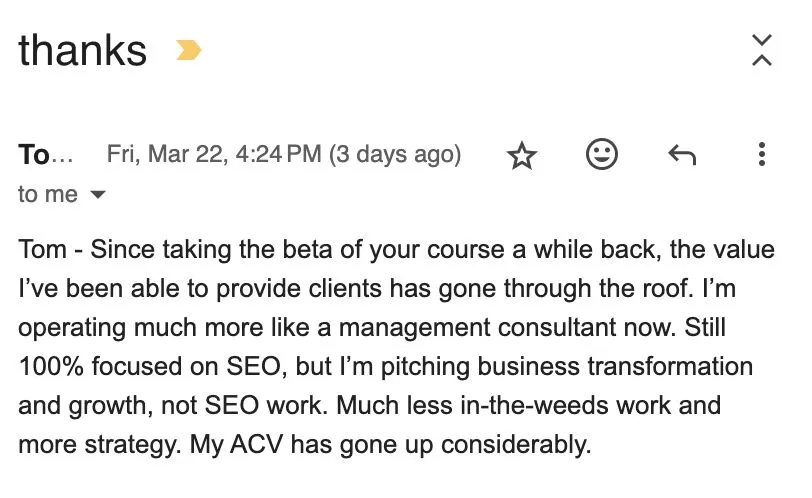 thanks
To... Fri, Mar 22, 4:24 PM (3 days ago)
to me
Tom - Since taking the beta of your course a while back, the value
I’ve been able to provide clients has gone through the roof. I’m
operating much more like a management consultant now. Still
100% focused on SEO, but I’m pitching business transformation
and growth, not SEO work. Much less in-the-weeds work and
more strategy. My ACV has gone up considerably.